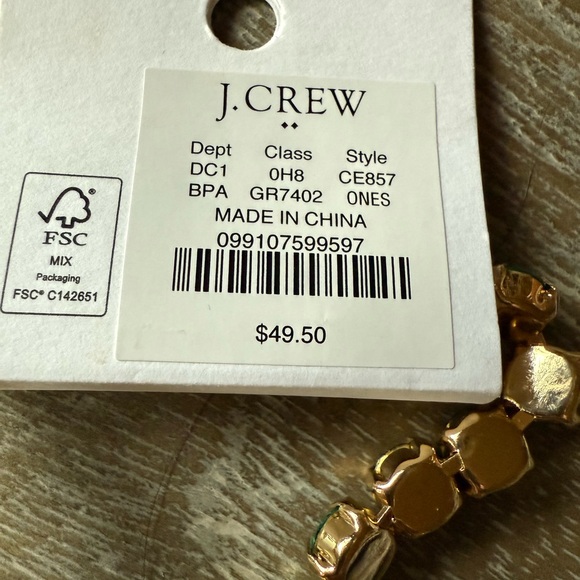 J.CREW
Dept Class Style
DC1 0H8 CE857
BPA GR7402 ONES
MADE IN CHINA
099107599597
$49.50
FSC
MIX
Packaging
FSC® C142651